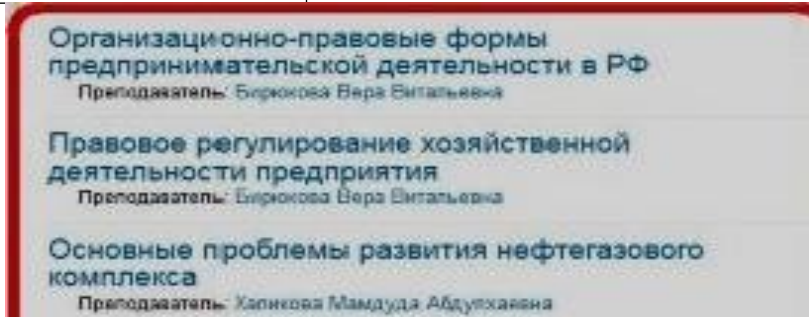 Организационно-правовые формы
предпринимательской деятельности в РФ
Преподаватель: Бирюкова Вера Витальевна
Правовое регулирование хозяйственной
деятельности предприятия
Преподаватель: Бирюкова Вера Витальевна
Основные проблемы развития нефтегазового
комплекса
Преподаватель: Халикова Мамдуда Абдулхаевна